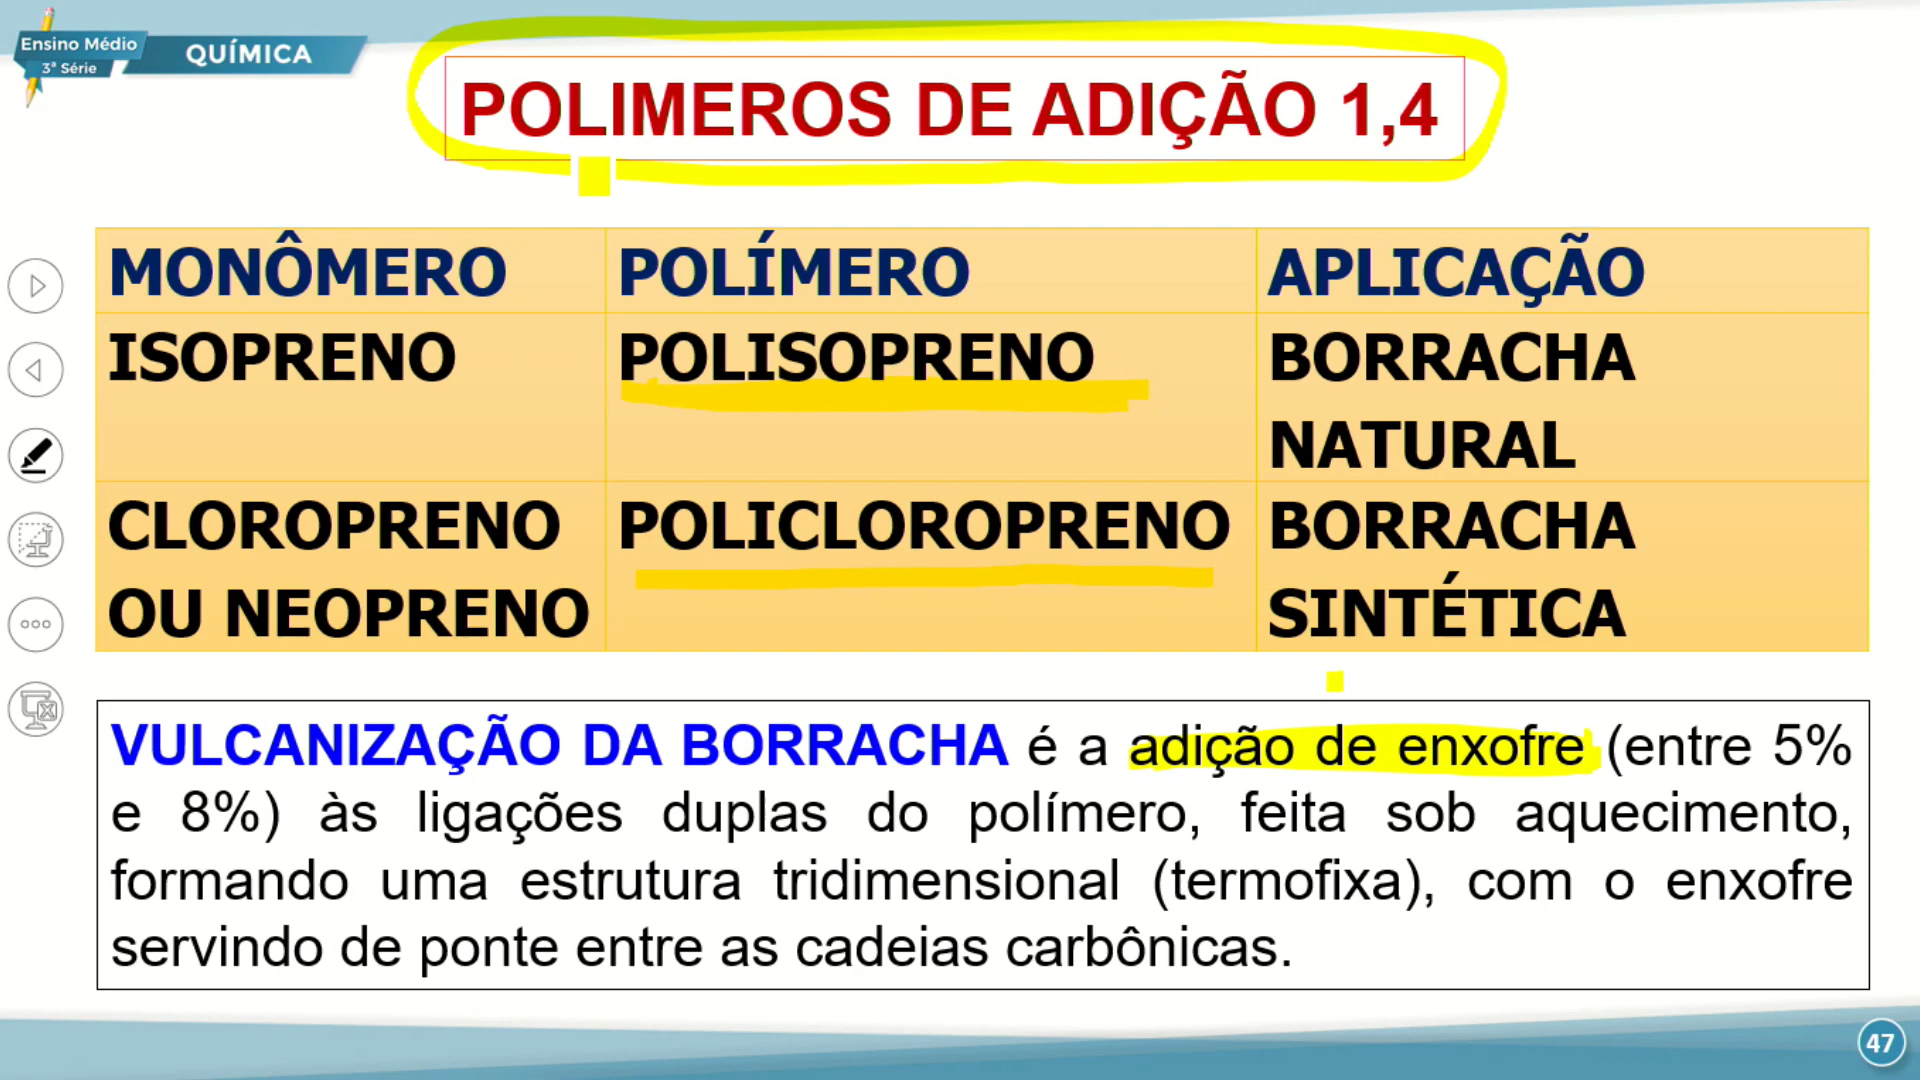 Ensino Médio
3ª Série
QUÍMICA
POLIMEROS DE ADIÇÃO 1,4
MONÔMERO POLÍMERO APLICAÇÃO
ISOPRENO POLISOPRENO BORRACHA
NATURAL
CLOROPRENO POLICLOROPRENO BORRACHA
OU NEOPRENO SINTÉTICA
VULCANIZAÇÃO DA BORRACHA é a adição de enxofre (entre 5%
e 8%) às ligações duplas do polímero, feita sob aquecimento,
formando uma estrutura tridimensional (termofixa), com o enxofre
servindo de ponte entre as cadeias carbônicas.
47